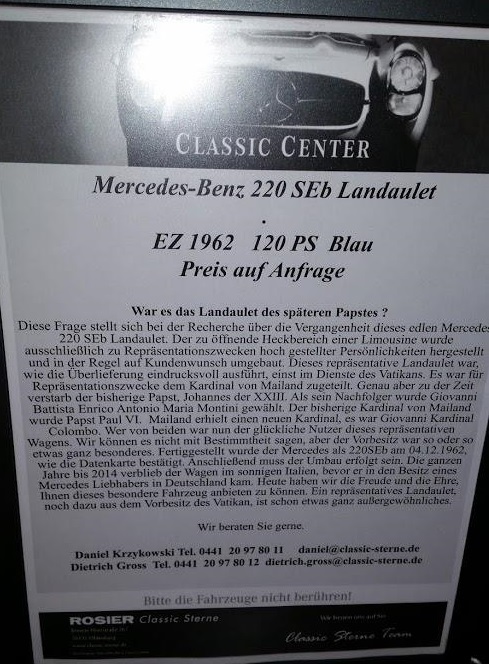 CLASSIC CENTER
Mercedes-Benz 220 SEb Landaulet
.
EZ 1962 120 PS Blau
Preis auf Anfrage
War es das Landaulet des späteren Papstes ?
Diese Frage stellt sich bei der Recherche über die Vergangenheit dieses edlen Mercedes
220 SEb Landaulet. Der zu öffnende Heckbereich einer Limousine wurde
ausschließlich zu Repräsentationszwecken hoch gestellter Persönlichkeiten hergestellt
und in der Regel auf Kundenwunsch umgebaut. Dieses repräsentative Landaulet war,
wie die Überlieferung eindrucksvoll ausführt, einst im Dienste des Vatikans. Es war für
Repräsentationszwecke dem Kardinal von Mailand zugeteilt. Genau aber zu der Zeit
verstarb der bisherige Papst, Johannes der XXIII. Als sein Nachfolger wurde Giovanni
Battista Enrico Antonio Maria Montini gewählt. Der bisherige Kardinal von Mailand
wurde Papst Paul VI. Mailand erhielt einen neuen Kardinal, es war Giovanni Kardinal
Colombo. Wer von beiden war nun der glückliche Nutzer dieses repräsentativen
Wagens. Wir können es nicht mit Bestimmtheit sagen, aber der Vorbesitz war so oder so
etwas ganz besonderes. Fertiggestellt wurde der Mercedes als 220SEb am 04.12.1962,
wie die Datenkarte bestätigt. Anschließend muss der Umbau erfolgt sein. Die ganzen
Jahre bis 2014 verblieb der Wagen im sonnigen Italien, bevor er in den Besitz eines
Mercedes Liebhabers in Deutschland kam. Heute haben wir die Freude und die Ehre,
Ihnen dieses besondere Fahrzeug anbieten zu können. Ein repräsentatives Landaulet,
noch dazu aus dem Vorbesitz des Vatikan, ist schon etwas ganz außergewöhnliches.
Wir beraten Sie gerne.
Daniel Krzykowski Tel. 0441 20 97 80 11 daniel@classic-sterne.de
Dietrich Gross Tel. 0441 20 97 80 12 dietrich.gross@classic-sterne.de
Bitte die Fahrzeuge nicht berühren!
ROSIER Classic Sterne
Wir freuen uns auf Sie
Classic Sterne Team